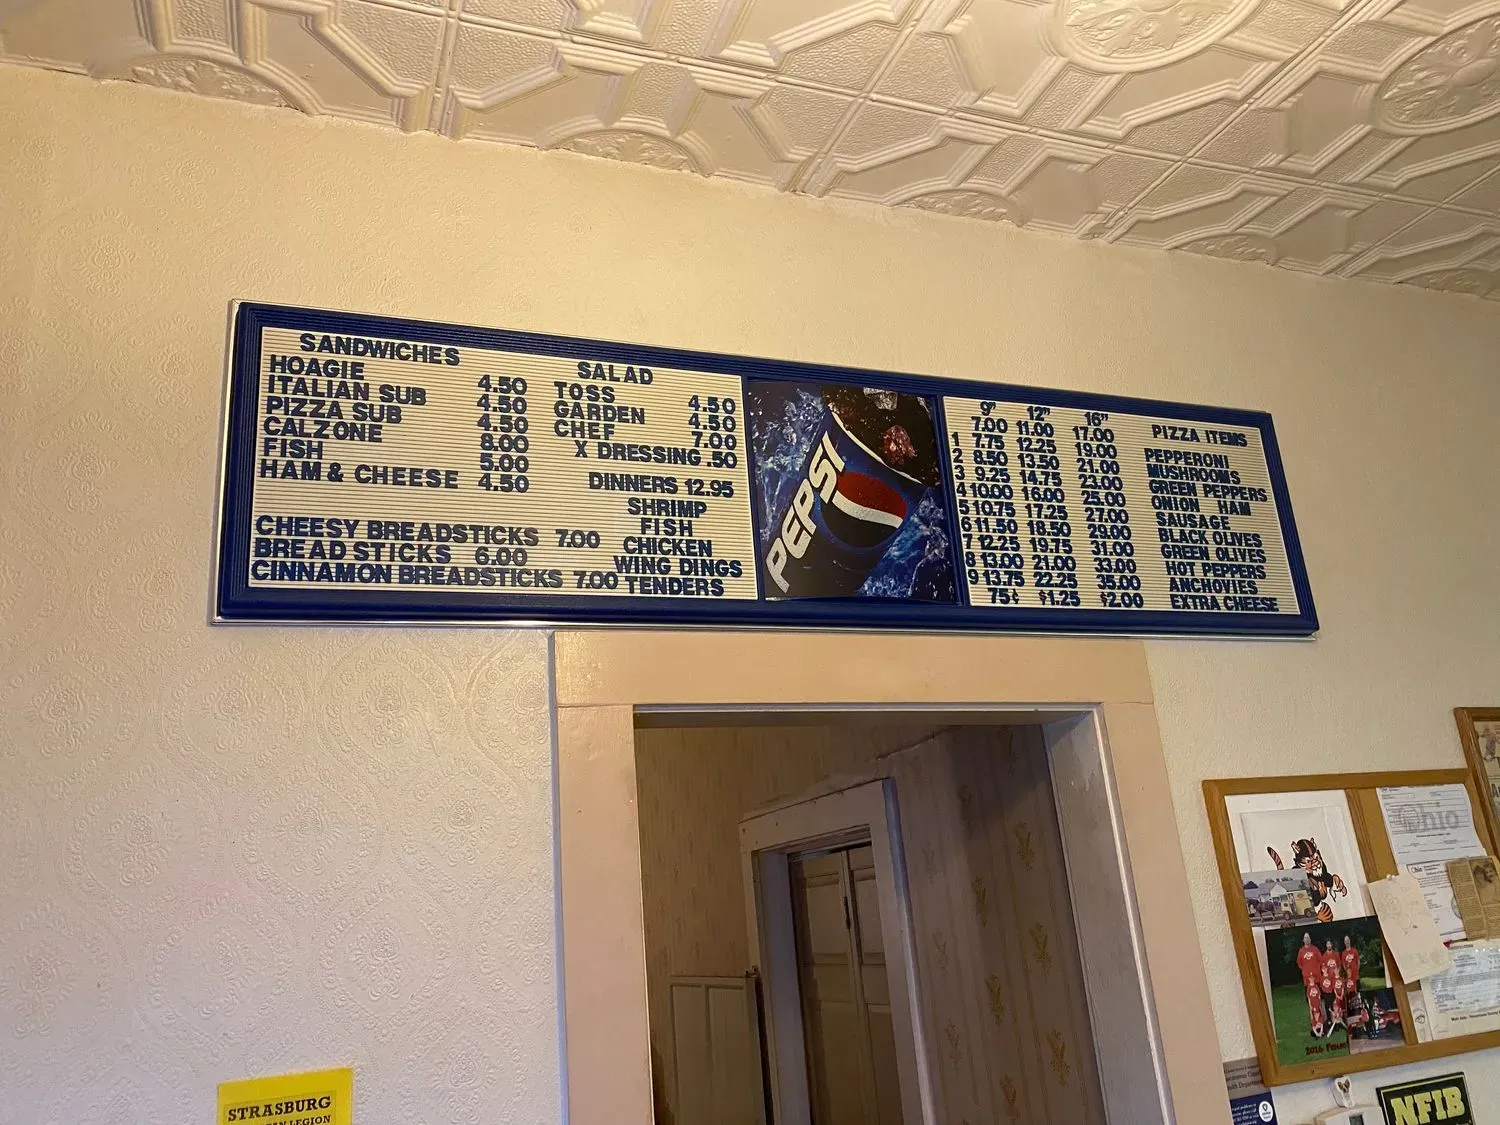 SANDWICHES
HOAGIE 4.50
ITALIAN SUB 4.50
PIZZA SUB 4.50
CALZONE 8.00
FISH 5.00
HAM & CHEESE 4.50
CHEESY BREADSTICKS 7.00
BREAD STICKS 6.00
CINNAMON BREADSTICKS 7.00
SALAD
TOSS 4.50
GARDEN 4.50
CHEF 7.00
X DRESSING .50
DINNERS 12.95
SHRIMP
FISH
CHICKEN
WING DINGS
TENDERS
PEPSI
9" 12" 16"
7.00 11.00 17.00
1 7.75 12.25 19.00
2 8.50 13.50 21.00
3 9.25 14.75 23.00
4 10.00 16.00 25.00
5 10.75 17.25 27.00
6 11.50 18.50 29.00
7 12.25 19.75 31.00
8 13.00 21.00 33.00
9 13.75 22.25 35.00
75¢ $1.25 $2.00
PIZZA ITEMS
PEPPERONI
MUSHROOMS
GREEN PEPPERS
ONION HAM
SAUSAGE
BLACK OLIVES
GREEN OLIVES
HOT PEPPERS
ANCHOVIES
EXTRA CHEESE
STRASBURG
LEGION
Ohio
Ohio
2016
NFIB